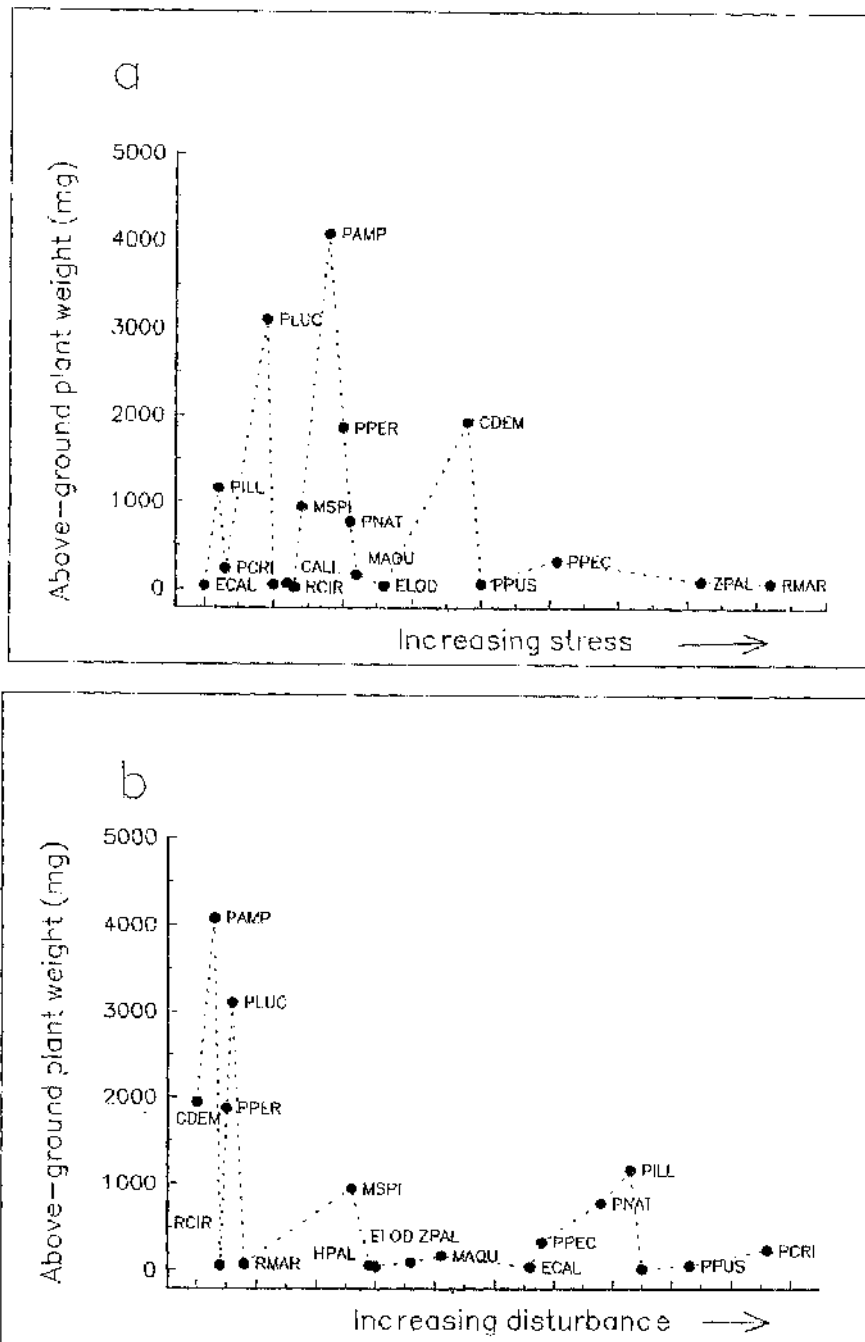 a
Above-ground plant weight (mg)
5000
4000
3000
2000
1000
0
PAMP
PLUC
PPER
CDEM
PILL
MSPI
PNAT
PCRI
CALL
MAQU
PPEC
ECAL
RCIR
ELOD
PPUS
ZPAL
RMAR
Increasing stress
b
Above-ground plant weight (mg)
5000
4000
3000
2000
1000
0
PAMP
PLUC
CDEM
PPER
PILL
MSPI
PNAT
RCIR
ELOD ZPAL
PPEC
HPAL
MAQU
PCRI
RMAR
ECAL
PPUS
Increasing disturbance